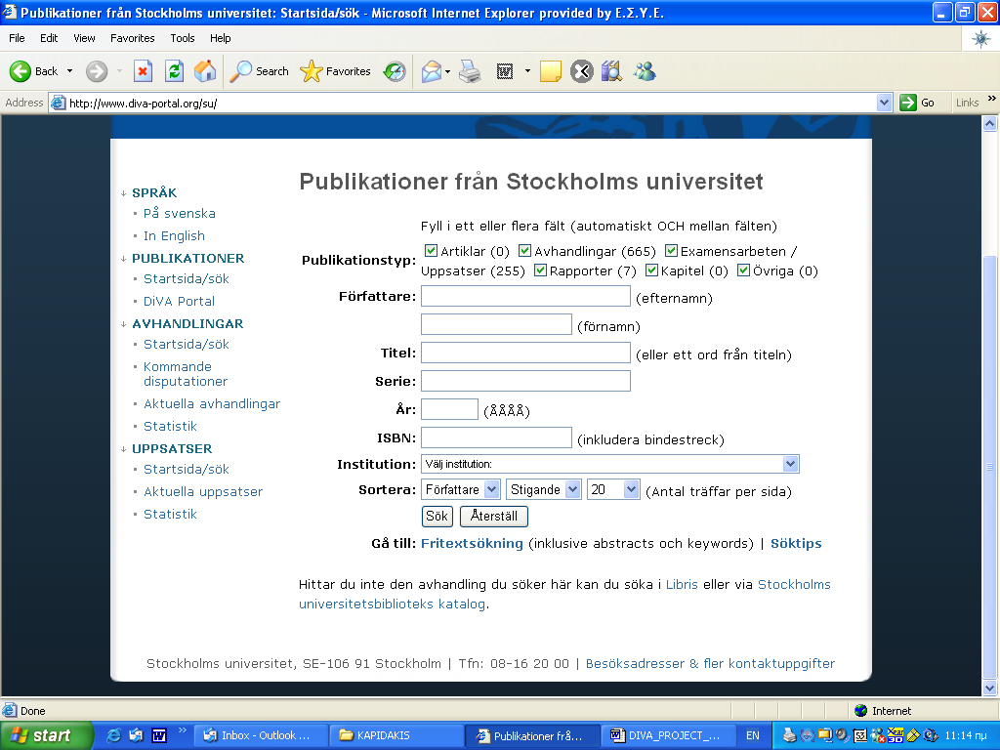 Publikationer från Stockholms universitet: Startsida/sök - Microsoft Internet Explorer provided by Ε.Σ.Υ.Ε.
File Edit View Favorites Tools Help
Back Search Favorites
Address http://www.diva-portal.org/su/ Go Links »
Publikationer från Stockholms universitet
SPRÅK
På svenska
In English
PUBLIKATIONER
Startsida/sök
DiVA Portal
AVHANDLINGAR
Startsida/sök
Kommande
disputationer
Aktuella avhandlingar
Statistik
UPPSATSER
Startsida/sök
Aktuella uppsatser
Statistik
Fyll i ett eller flera fält (automatiskt OCH mellan fälten)
Publikationstyp: Artiklar (0) Avhandlingar (665) Examensarbeten /
Uppsatser (255) Rapporter (7) Kapitel (0) Övriga (0)
Författare: (efternamn)
(förnamn)
Titel: (eller ett ord från titeln)
Serie:
År: (ÅÅÅÅ)
ISBN: (inkludera bindestreck)
Institution: Välj institution:
Sortera: Författare Stigande 20 (Antal träffar per sida)
Sök Återställ
Gå till: Fritextsökning (inklusive abstracts och keywords) | Söktips
Hittar du inte den avhandling du söker här kan du söka i Libris eller via Stockholms
universitetsbiblioteks katalog.
Stockholms universitet, SE-106 91 Stockholm | Tfn: 08-16 20 00 | Besöksadresser & fler kontaktuppgifter
Done Internet
start » Inbox - Outlook ... KAPIDAKIS Publikationer frå... DIVA_PROJECT_... EN 11:14 πμ